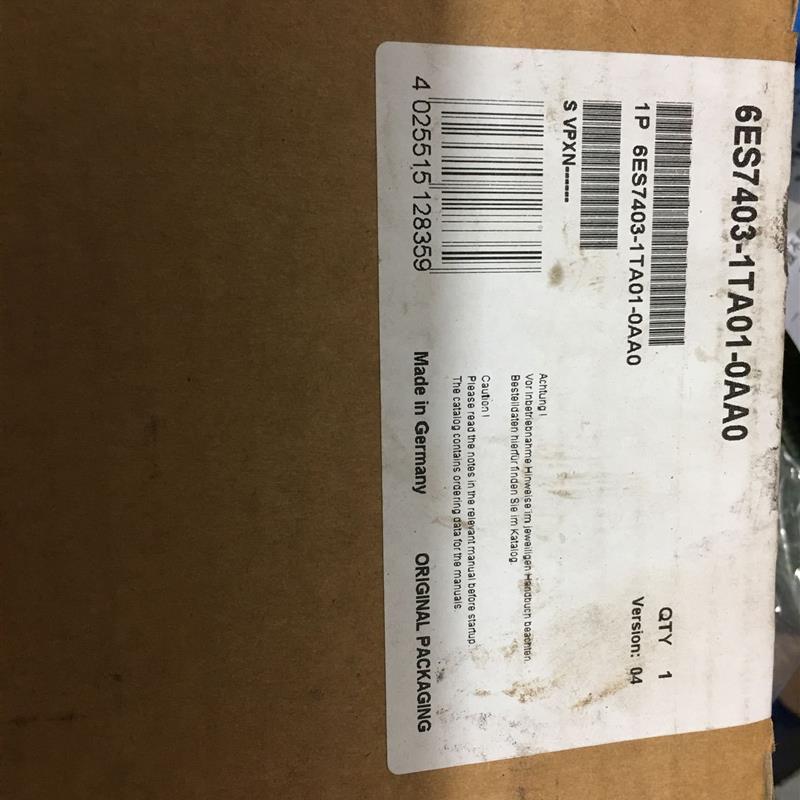 6ES7403-1TA01-0AA0
1P 6ES7403-1TA01-0AA0
QTY 1
Version: 04
S VPXN------
4 025515 128359
Achtung !
Vor Inbetriebnahme Hinweise im jeweiligen Handbuch beachten.
Bestelldaten hierfür finden Sie im Katalog.
Caution !
Please read the notes in the relevant manual before startup.
The catalog contains ordering data for the manuals.
Made in Germany
ORIGINAL PACKAGING